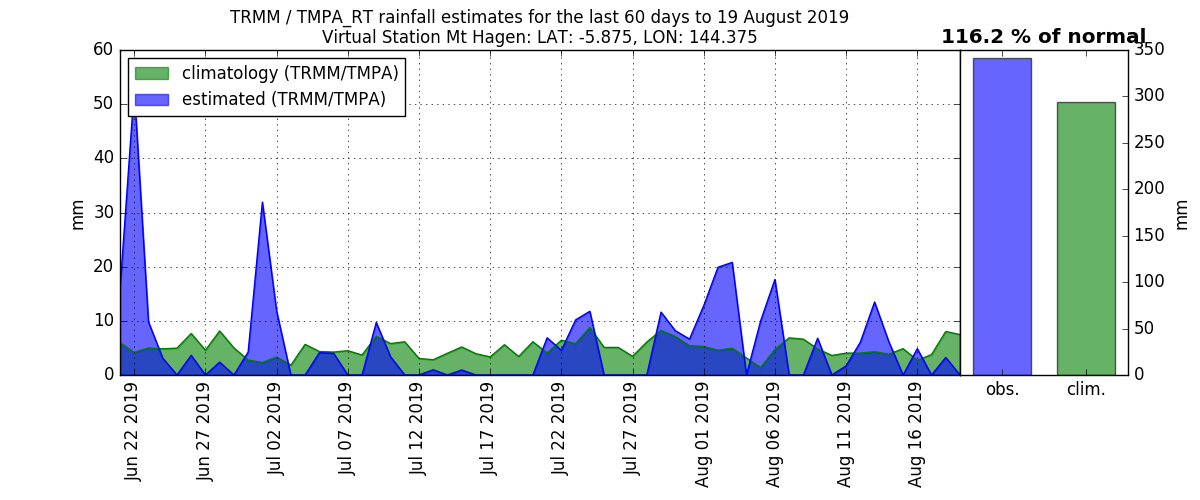 TRMM / TMPA_RT rainfall estimates for the last 60 days to 19 August 2019
Virtual Station Mt Hagen: LAT: -5.875, LON: 144.375
116.2 % of normal
climatology (TRMM/TMPA)
estimated (TRMM/TMPA)
60
50
40
30
20
10
0
mm
Jun 22 2019
Jun 27 2019
Jul 02 2019
Jul 07 2019
Jul 12 2019
Jul 17 2019
Jul 22 2019
Jul 27 2019
Aug 01 2019
Aug 06 2019
Aug 11 2019
Aug 16 2019
obs.
clim.
350
300
250
200
150
100
50
0
mm